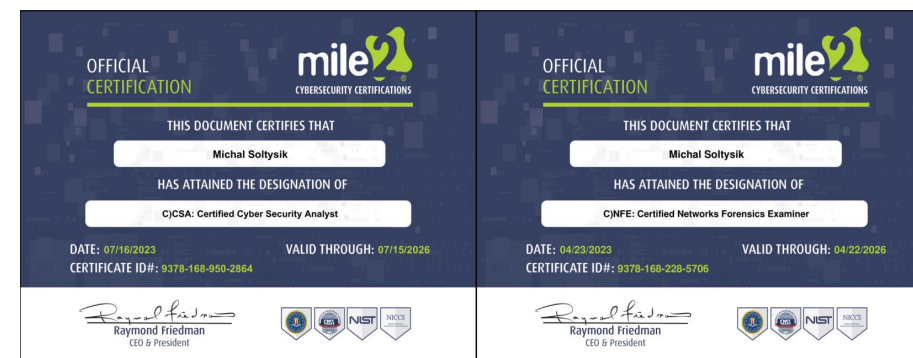 OFFICIAL
CERTIFICATION
mile2
®
CYBERSECURITY CERTIFICATIONS
THIS DOCUMENT CERTIFIES THAT
Michal Soltysik
HAS ATTAINED THE DESIGNATION OF
C)CSA: Certified Cyber Security Analyst
DATE: 07/16/2023
VALID THROUGH: 07/15/2026
CERTIFICATE ID#: 9378-168-950-2864
Raymond Friedman
Raymond Friedman
CEO & President
NIST
NICCS
OFFICIAL
CERTIFICATION
mile2
®
CYBERSECURITY CERTIFICATIONS
THIS DOCUMENT CERTIFIES THAT
Michal Soltysik
HAS ATTAINED THE DESIGNATION OF
C)NFE: Certified Networks Forensics Examiner
DATE: 04/23/2023
VALID THROUGH: 04/22/2026
CERTIFICATE ID#: 9378-168-228-5706
Raymond Friedman
Raymond Friedman
CEO & President
NIST
NICCS